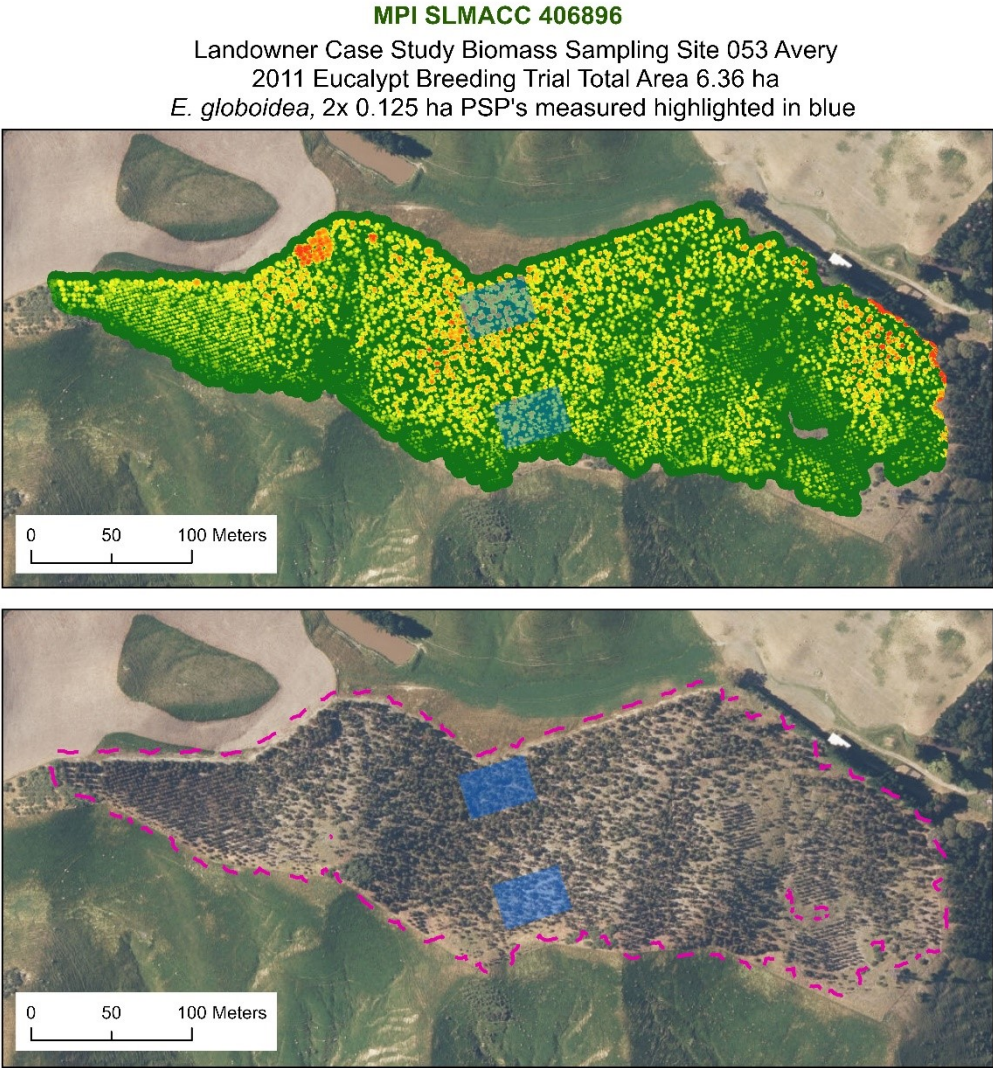 MPI SLMACC 406896
Landowner Case Study Biomass Sampling Site 053 Avery
2011 Eucalypt Breeding Trial Total Area 6.36 ha
E. globoidea, 2x 0.125 ha PSP's measured highlighted in blue
0 50 100 Meters
0 50 100 Meters